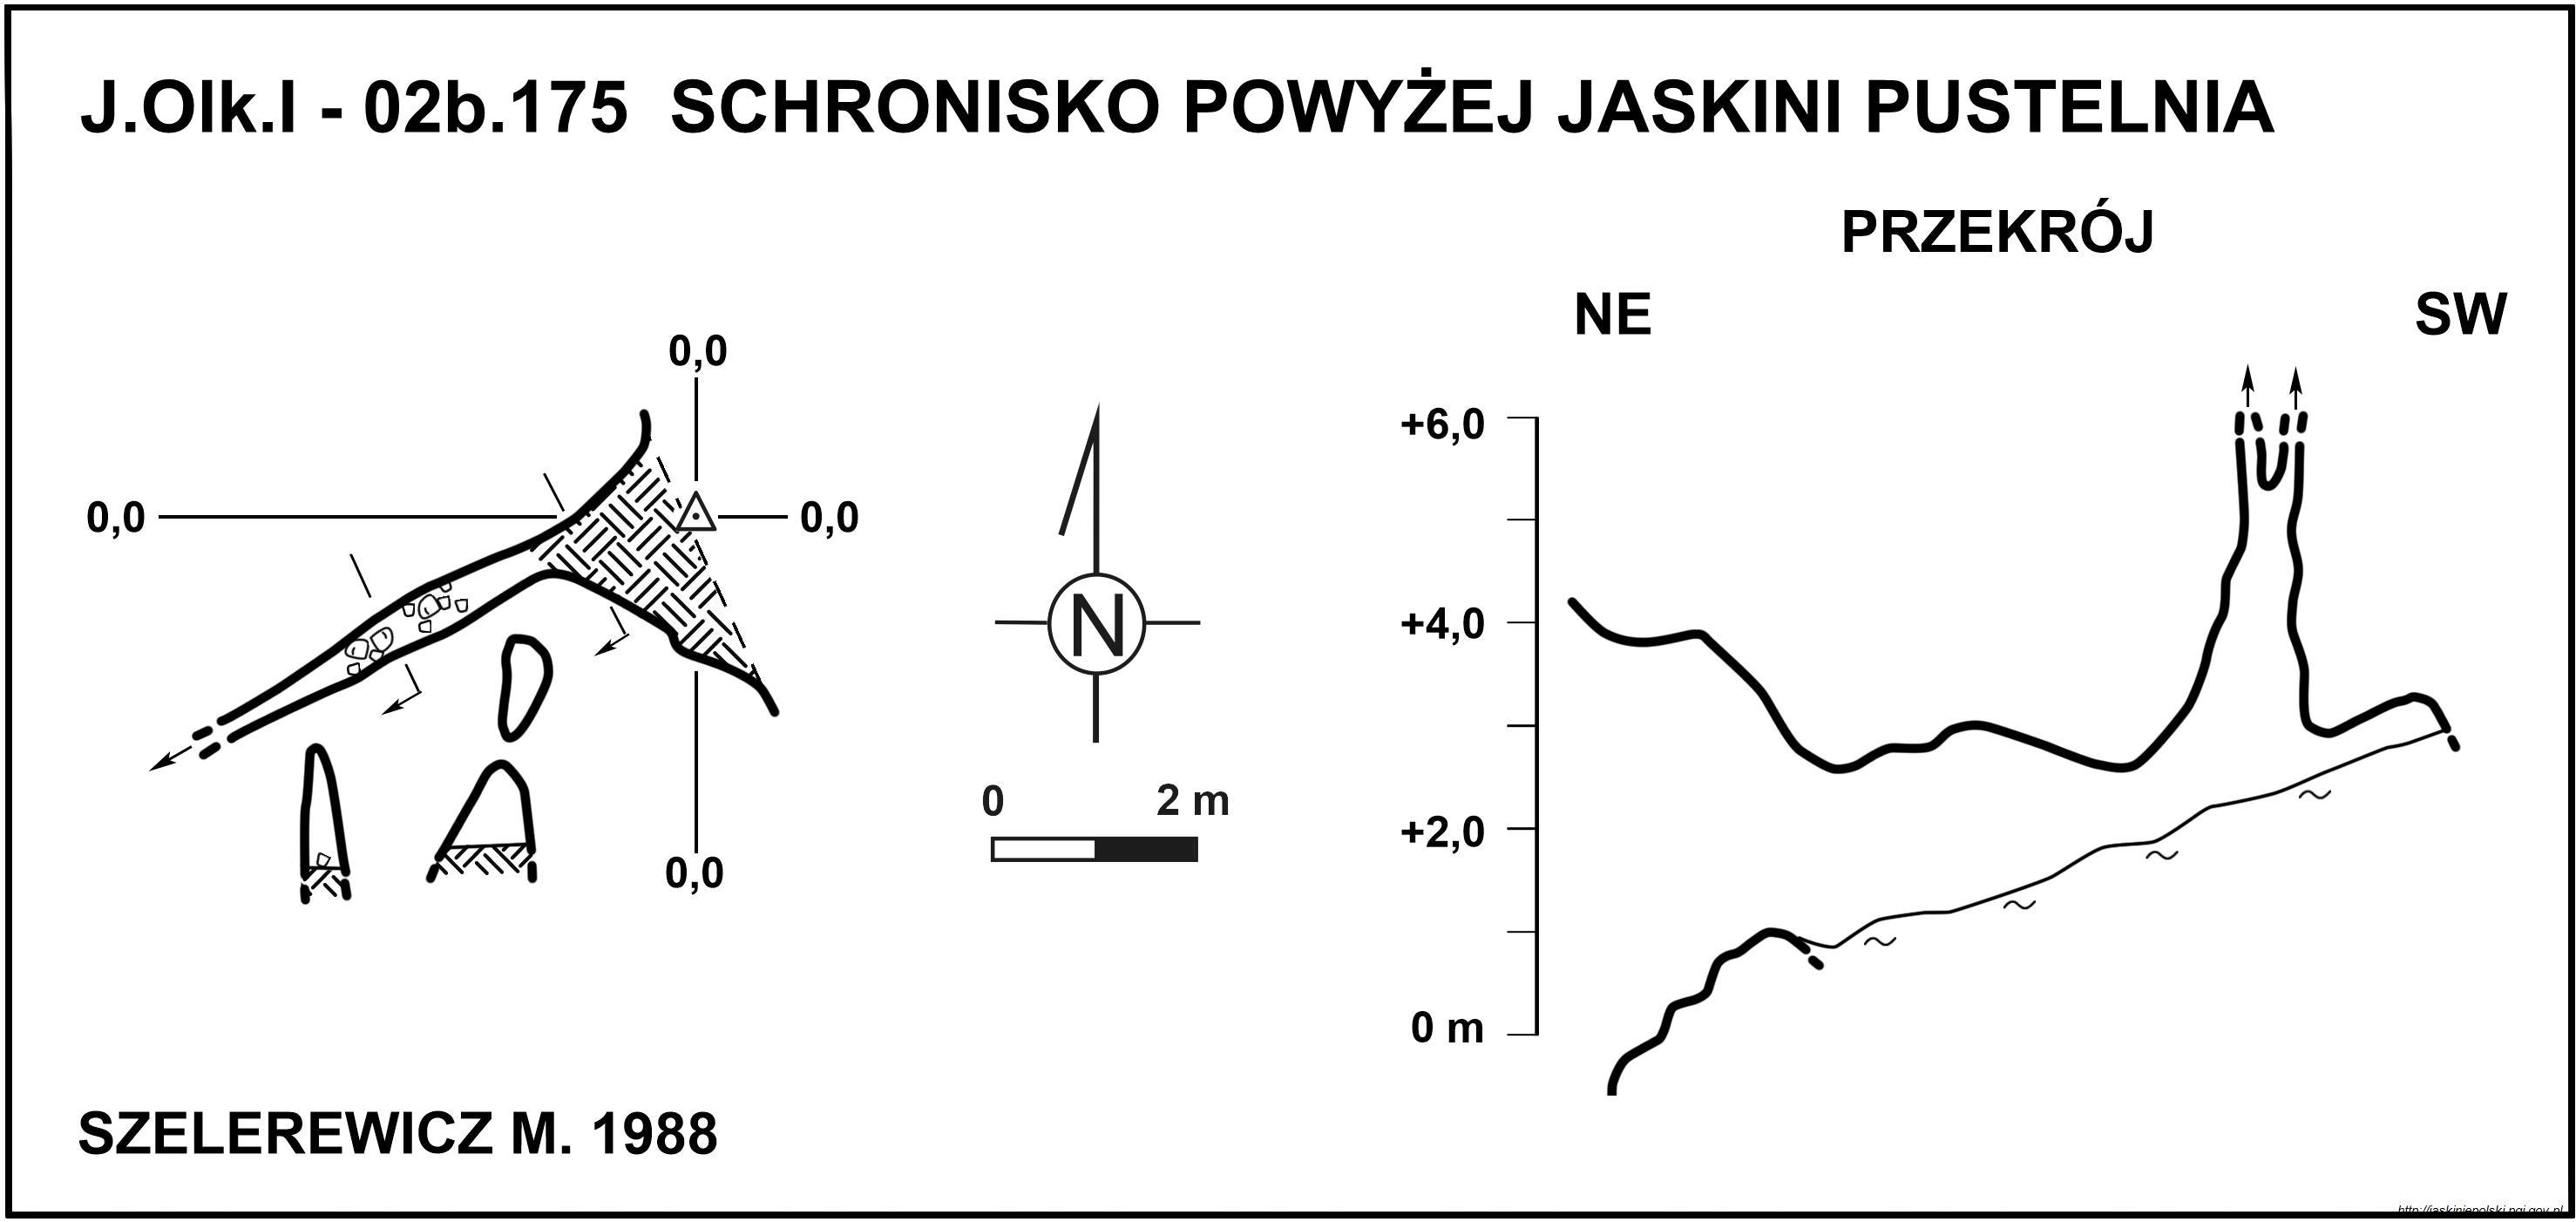 J.Olk.I - 02b.175 SCHRONISKO POWYŻEJ JASKINI PUSTELNIA
PRZEKRÓJ
NE SW
0,0
0,0 0,0
0,0
N
0 2 m
+6,0
+4,0
+2,0
0 m
SZELEREWICZ M. 1988
http://jaskiniepolski.pgi.gov.pl